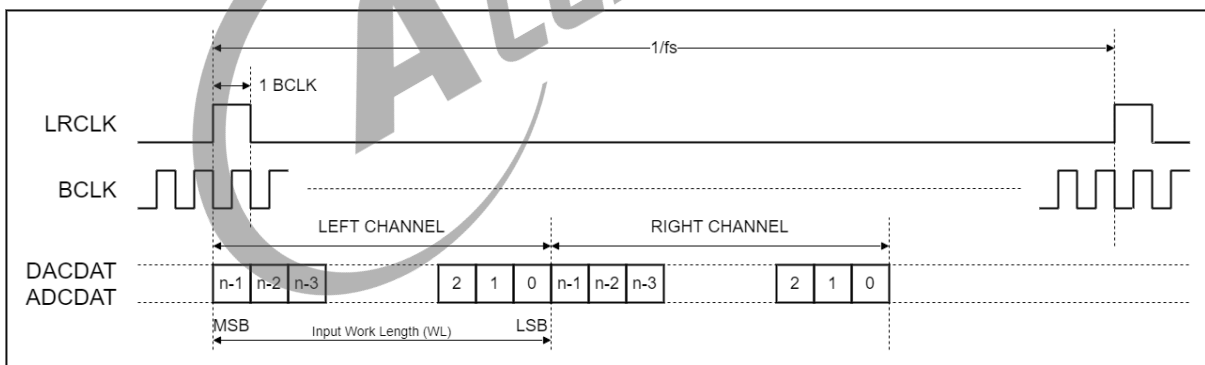 1/fs
1 BCLK
LRCLK
BCLK
LEFT CHANNEL RIGHT CHANNEL
DACDAT
ADCDAT
n-1 n-2 n-3 2 1 0 n-1 n-2 n-3 2 1 0
MSB Input Work Length (WL) LSB